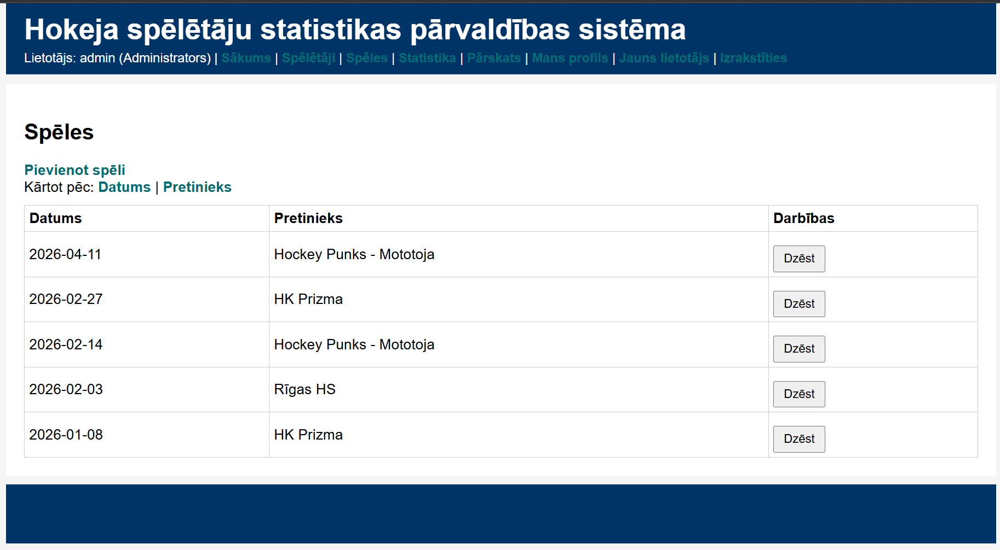 Hokeja spēlētāju statistikas pārvaldības sistēma
Lietotājs: admin (Administrators) | Sākums | Spēlētāji | Spēles | Statistika | Pārskats | Mans profils | Jauns lietotājs | Izrakstīties
Spēles
Pievienot spēli
Kārtot pēc: Datums | Pretinieks
Datums Pretinieks Darbības
2026-04-11 Hockey Punks - Mototoja Dzēst
2026-02-27 HK Prizma Dzēst
2026-02-14 Hockey Punks - Mototoja Dzēst
2026-02-03 Rīgas HS Dzēst
2026-01-08 HK Prizma Dzēst